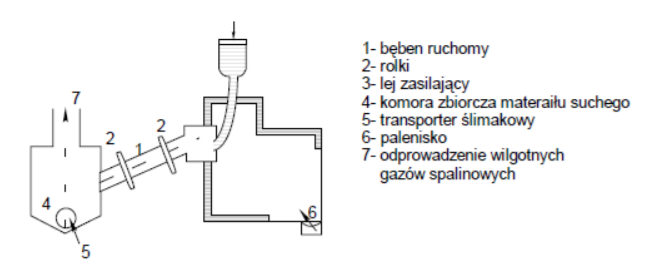 1- bęben ruchomy
2- rolki
3- lej zasilający
4- komora zbiorcza materaiłu suchego
5- transporter ślimakowy
6- palenisko
7- odprowadzenie wilgotnych
gazów spalinowych
7
2
2
1
4
5
6